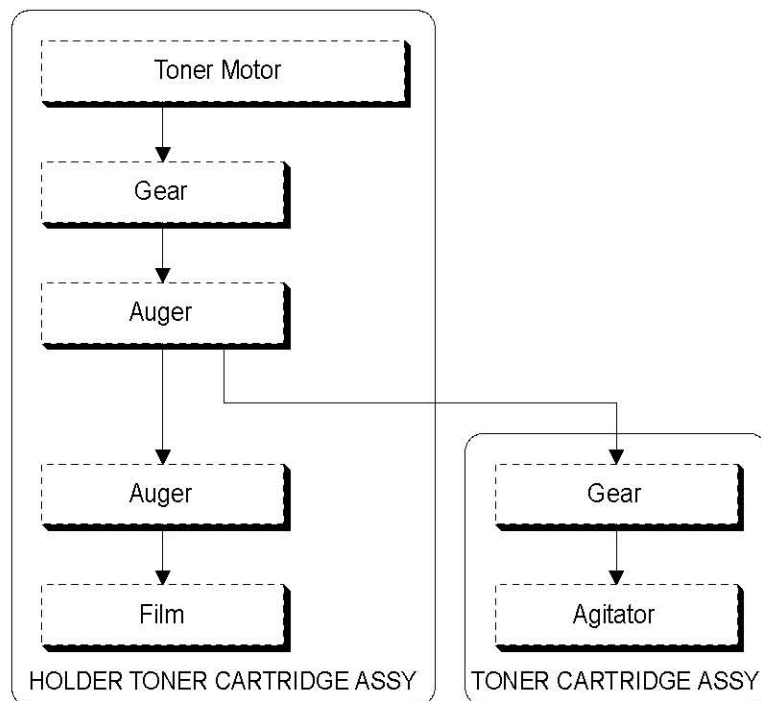 Toner Motor
Gear
Auger
Auger
Film
HOLDER TONER CARTRIDGE ASSY
Gear
Agitator
TONER CARTRIDGE ASSY